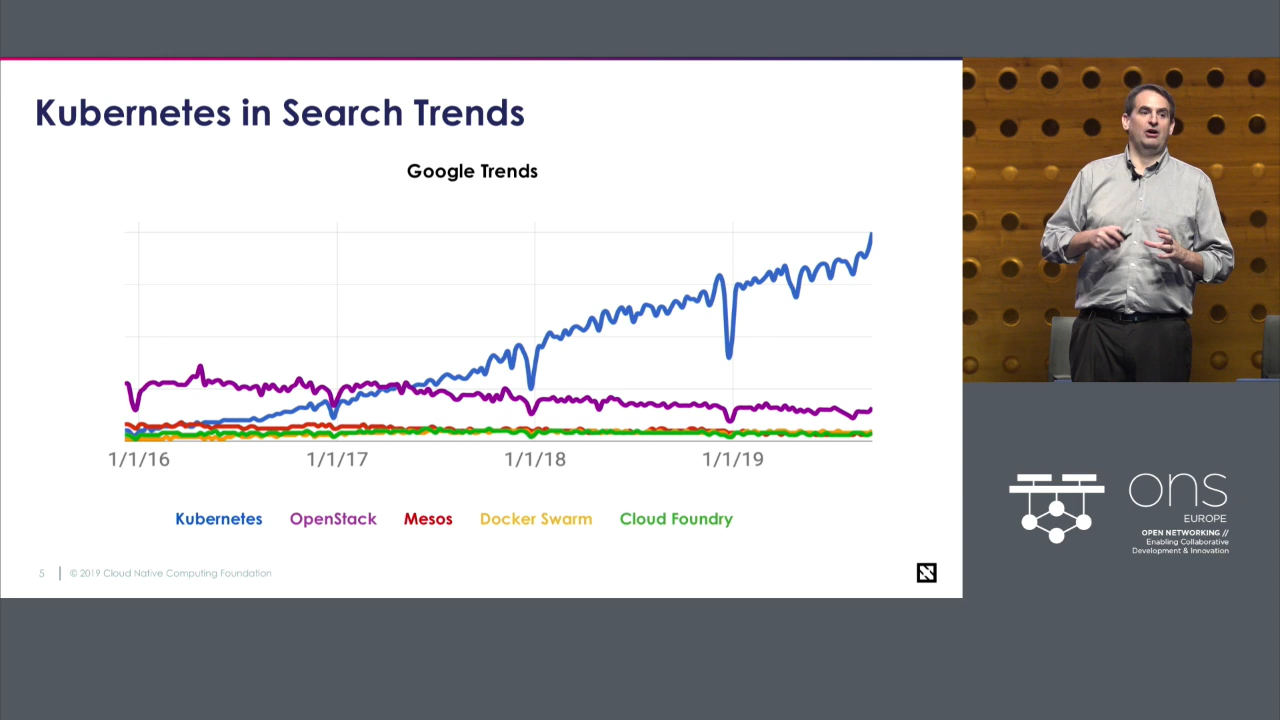 Kubernetes in Search Trends
Google Trends
1/1/16 1/1/17 1/1/18 1/1/19
Kubernetes OpenStack Mesos Docker Swarm Cloud Foundry
5 © 2019 Cloud Native Computing Foundation
ons
EUROPE
OPEN NETWORKING //
Enabling Collaborative
Development & Innovation